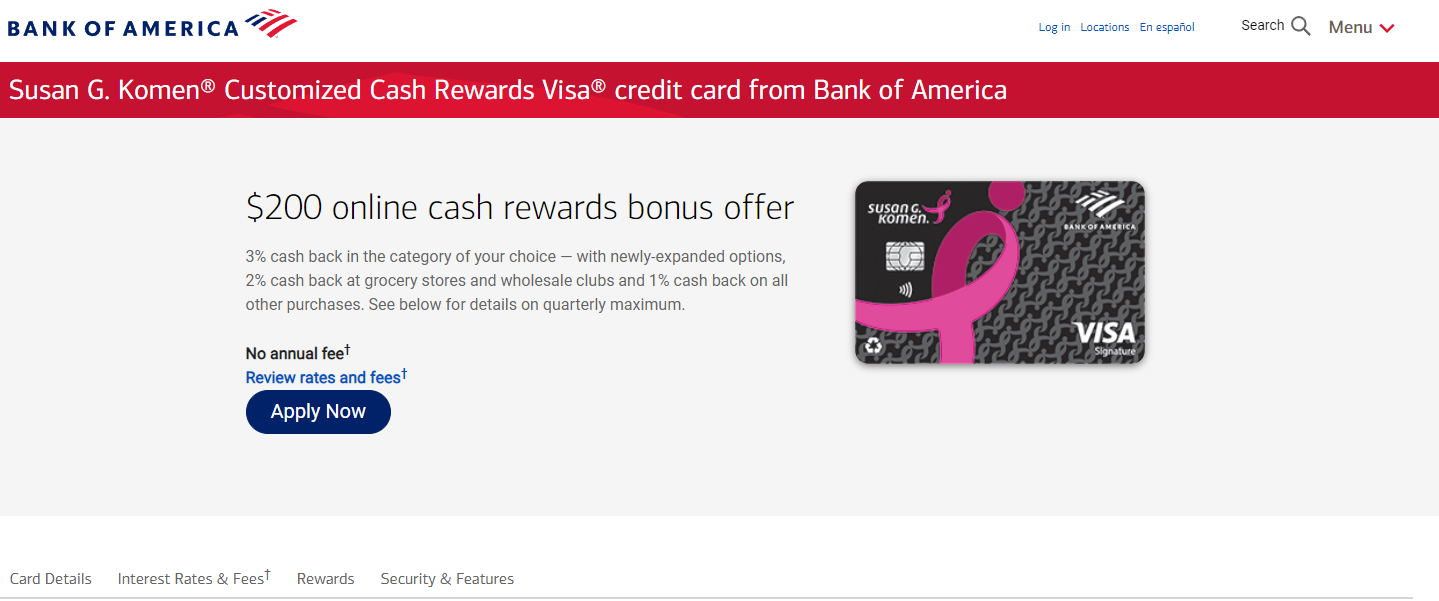 BANK OF AMERICA
Log in Locations En español Search Menu
Susan G. Komen® Customized Cash Rewards Visa® credit card from Bank of America
$200 online cash rewards bonus offer
3% cash back in the category of your choice — with newly-expanded options,
2% cash back at grocery stores and wholesale clubs and 1% cash back on all
other purchases. See below for details on quarterly maximum.
No annual fee†
Review rates and fees†
Apply Now
susan G.
komen.
BANK OF AMERICA
VISA
Signature
Card Details Interest Rates & Fees† Rewards Security & Features